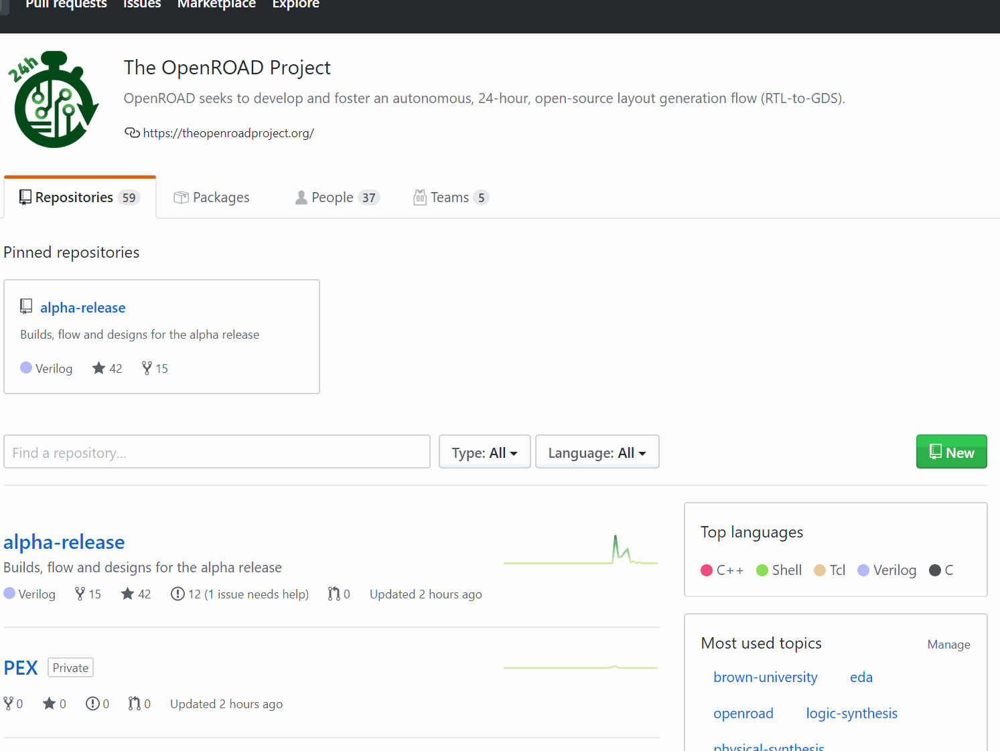 Pull requests Issues Marketplace Explore
24h
The OpenROAD Project
OpenROAD seeks to develop and foster an autonomous, 24-hour, open-source layout generation flow (RTL-to-GDS).
https://theopenroadproject.org/
Repositories 59 Packages People 37 Teams 5
Pinned repositories
alpha-release
Builds, flow and designs for the alpha release
Verilog 42 15
Find a repository... Type: All Language: All New
alpha-release
Builds, flow and designs for the alpha release
Verilog 15 42 12 (1 issue needs help) 0 Updated 2 hours ago
PEX Private
0 0 0 0 Updated 2 hours ago
Top languages
C++ Shell Tcl Verilog C
Most used topics Manage
brown-university eda
openroad logic-synthesis
physical-synthesis